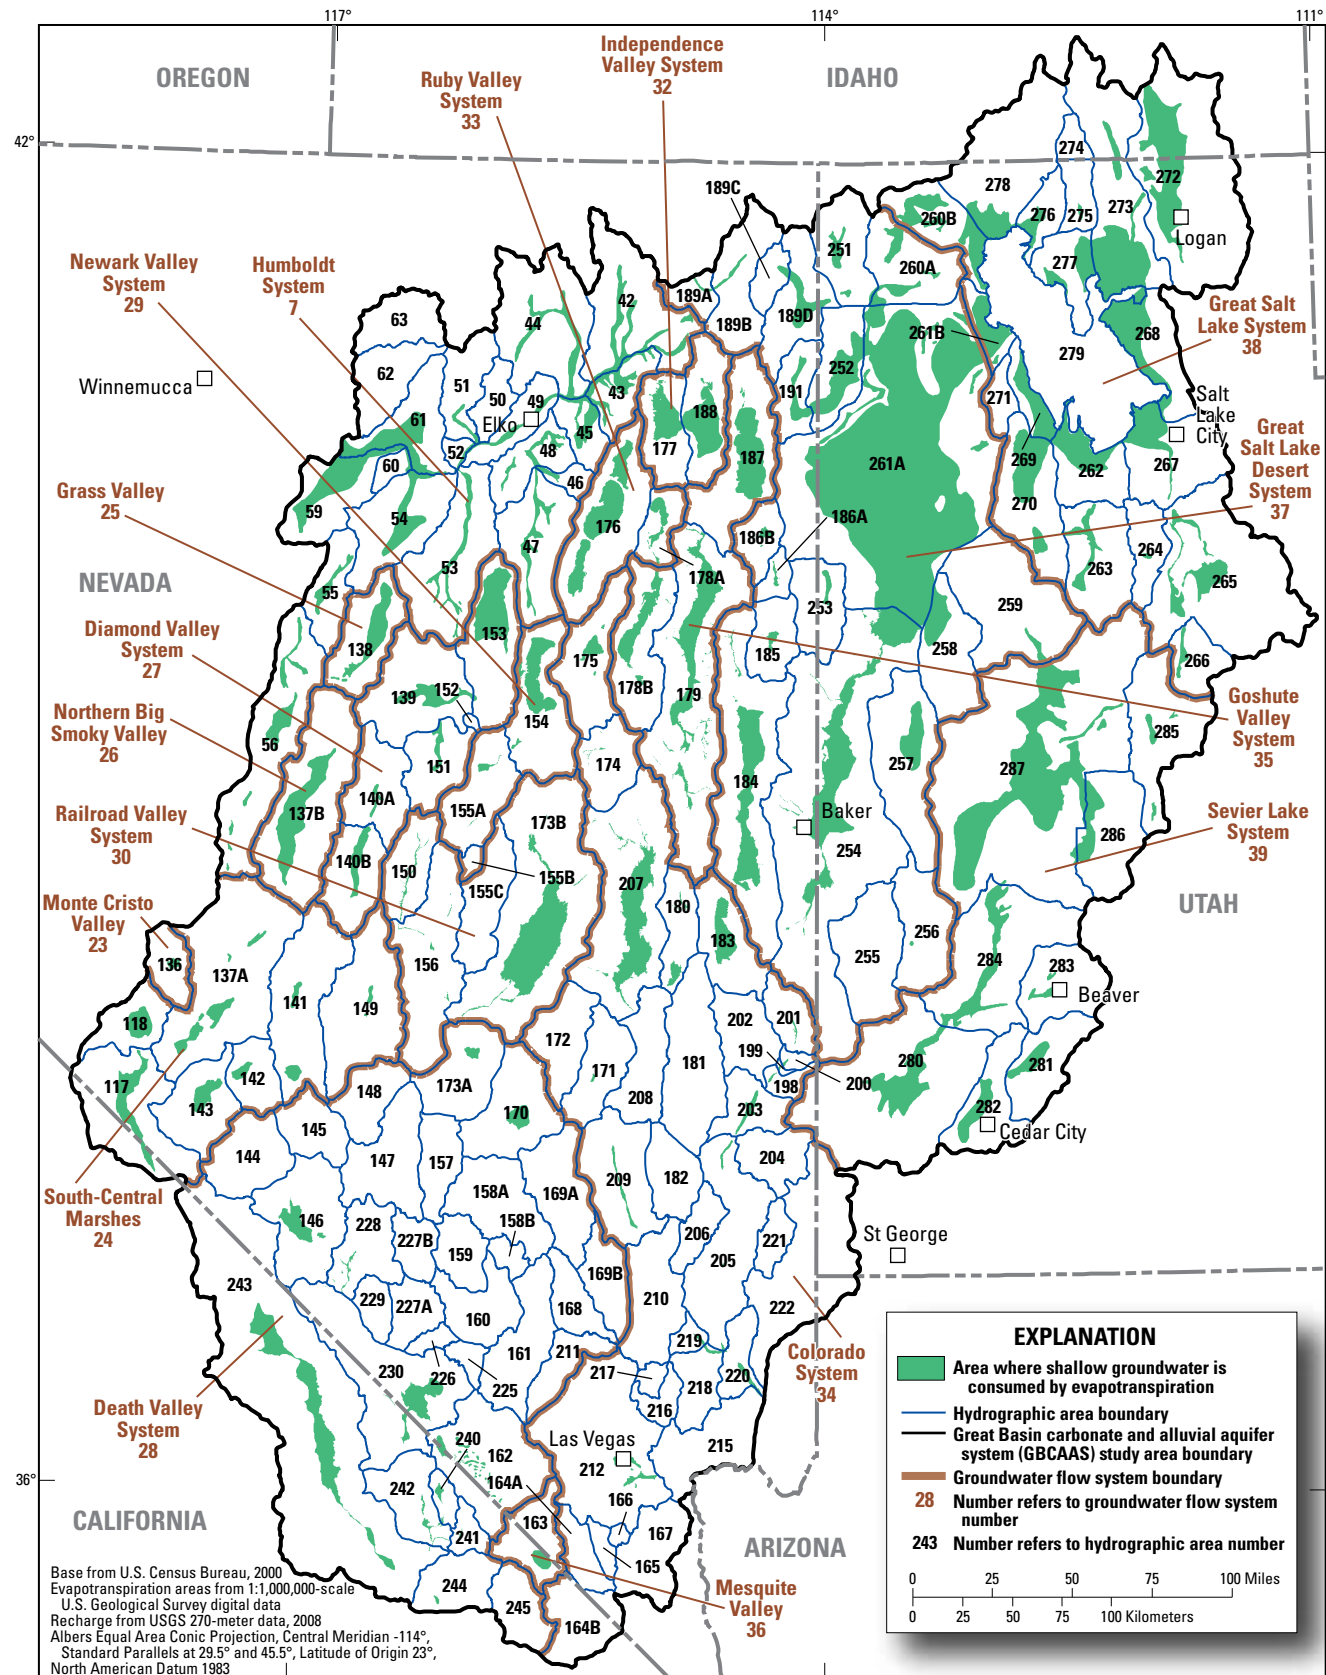 117°
114°
111°
42°
36°
OREGON
IDAHO
NEVADA
UTAH
CALIFORNIA
ARIZONA
Independence
Valley System
32
Ruby Valley
System
33
Newark Valley
System
29
Humboldt
System
7
Grass Valley
25
Diamond Valley
System
27
Northern Big
Smoky Valley
26
Railroad Valley
System
30
Monte Cristo
Valley
23
South-Central
Marshes
24
Death Valley
System
28
Great Salt
Lake System
38
Great
Salt Lake
Desert
System
37
Goshute
Valley
System
35
Sevier Lake
System
39
Colorado
System
34
Mesquite
Valley
36
Winnemucca
Elko
Logan
Salt
Lake
City
Baker
Beaver
Cedar City
St George
Las Vegas
274
272
278
189C
276
275
273
260B
251
277
260A
42
189A
63
44
189B
189D
261B
268
279
62
51
50
49
43
252
191
271
61
45
188
52
48
177
187
261A
269
262
267
60
46
270
59
54
176
186A
186B
47
264
53
178A
263
265
55
253
259
153
138
185
258
175
266
178B
139
152
179
154
56
285
151
174
184
257
287
140A
155A
137B
173B
286
140B
254
150
155B
207
155C
180
183
256
136
255
284
156
137A
283
141
149
118
202
201
172
199
181
280
281
117
142
171
200
173A
198
143
148
208
170
203
282
145
144
147
157
204
209
182
158A
169A
146
228
158B
206
227B
221
159
205
169B
243
210
229
227A
168
222
160
219
161
211
230
217
226
218
220
225
216
240
215
162
212
242
164A
166
163
167
241
165
244
245
164B
EXPLANATION
Area where shallow groundwater is
consumed by evapotranspiration
Hydrographic area boundary
Great Basin carbonate and alluvial aquifer
system (GBCAAS) study area boundary
Groundwater flow system boundary
28 Number refers to groundwater flow system
number
243 Number refers to hydrographic area number
0 25 50 75 100 Miles
0 25 50 75 100 Kilometers
Base from U.S. Census Bureau, 2000
Evapotranspiration areas from 1:1,000,000-scale
U.S. Geological Survey digital data
Recharge from USGS 270-meter data, 2008
Albers Equal Area Conic Projection, Central Meridian -114°,
Standard Parallels at 29.5° and 45.5°, Latitude of Origin 23°,
North American Datum 1983